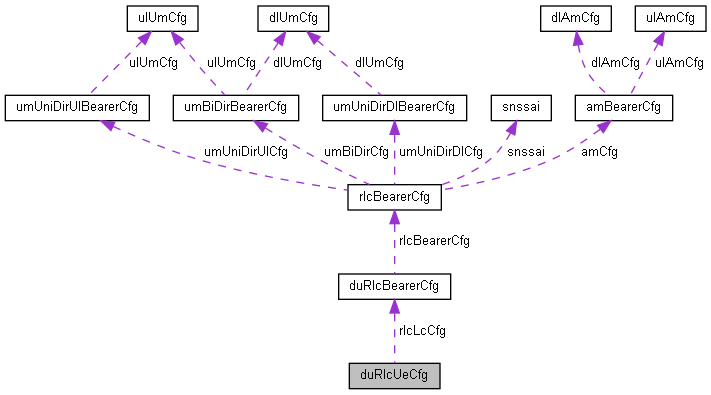 ulUmCfg
dlUmCfg
dlAmCfg
ulAmCfg
ulUmCfg
ulUmCfg
dlUmCfg
dlUmCfg
dlAmCfg
ulAmCfg
umUniDirUlBearerCfg
umBiDirBearerCfg
umUniDirDlBearerCfg
snssai
amBearerCfg
umUniDirUlCfg
umBiDirCfg
umUniDirDlCfg
snssai
amCfg
rlcBearerCfg
rlcBearerCfg
duRlcBearerCfg
rlcLcCfg
duRlcUeCfg